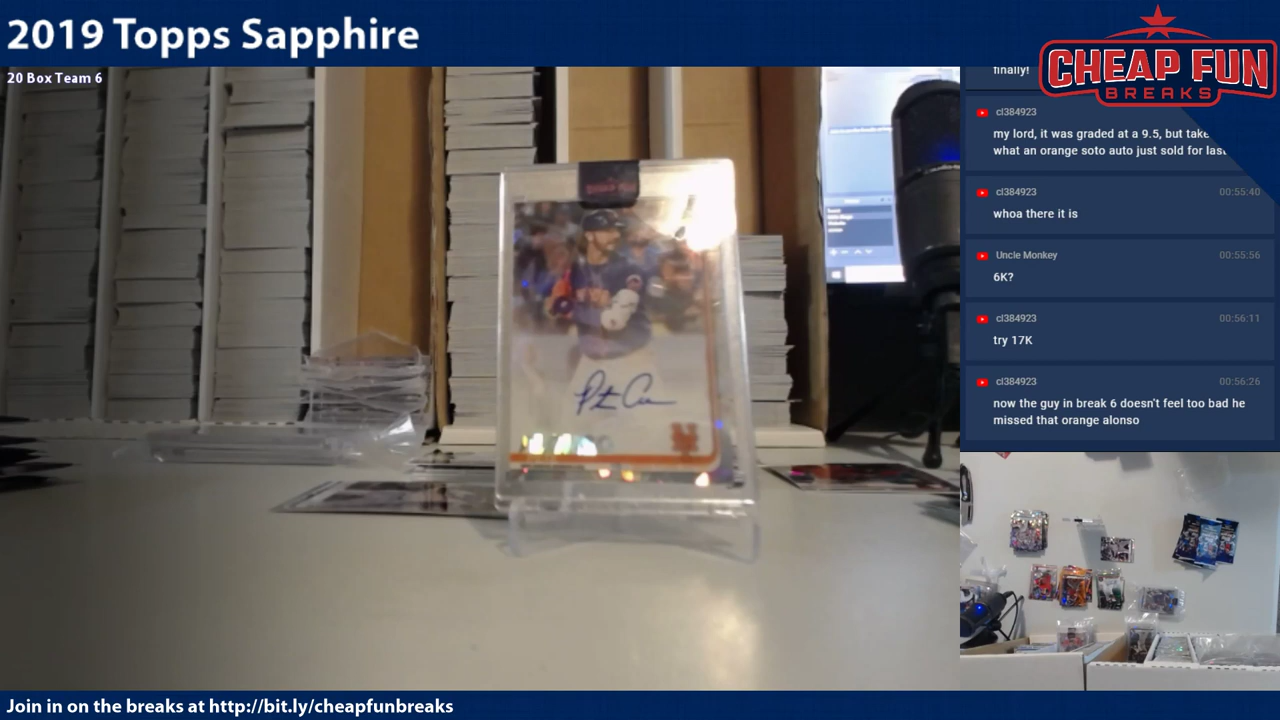 2019 Topps Sapphire
20 Box Team 6
CHEAP FUN
BREAKS
finally!
cl384923
my lord, it was graded at a 9.5, but take
what an orange soto auto just sold for last
cl384923 00:55:40
whoa there it is
Uncle Monkey 00:55:56
6K?
cl384923 00:56:11
try 17K
cl384923 00:56:26
now the guy in break 6 doesn't feel too bad he
missed that orange alonso
Join in on the breaks at http://bit.ly/cheapfunbreaks